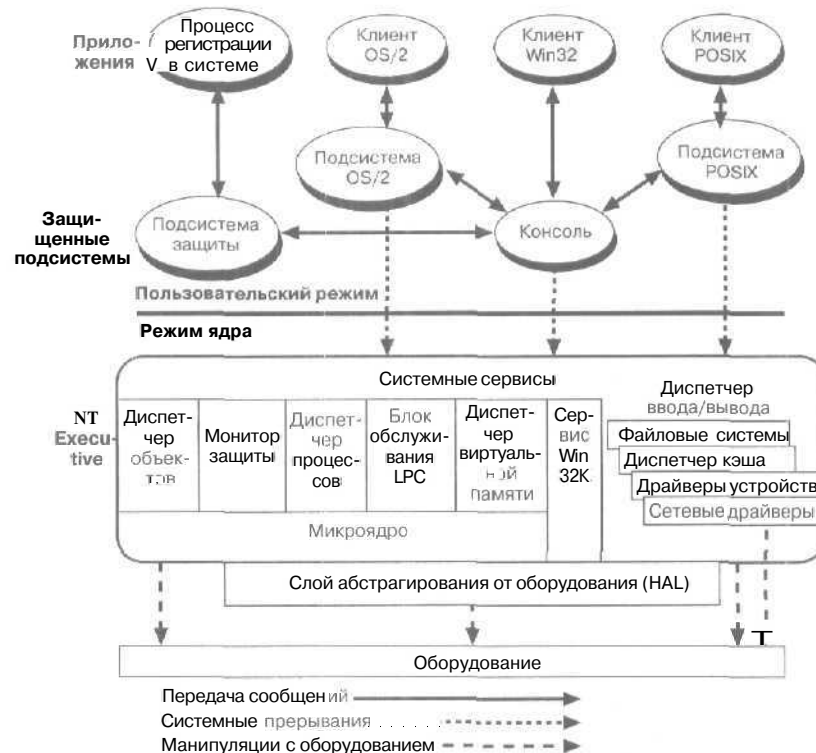 Прило-
жения
Процесс
регистрации
в системе
Клиент
OS/2
Клиент
Win32
Клиент
POSIX
Подсистема
OS/2
Подсистема
POSIX
Защи-
щенные
подсистемы
Подсистема
защиты
Консоль
Пользовательский режим
Режим ядра
Системные сервисы
NT
Execu-
tive
Диспет-
чер
объек-
тов
Монитор
защиты
Диспет-
чер
процес-
сов
Блок
обслужи-
вания
LPC
Диспет-
чер
виртуаль-
ной
памяти
Сер-
вис
Win
32K
Диспетчер
ввода/вывода
Файловые системы
Диспетчер кэша
Драйверы устройств
Сетевые драйверы
Микроядро
Слой абстрагирования от оборудования (HAL)
Оборудование
Передача сообщений
Системные прерывания
Манипуляции с оборудованием